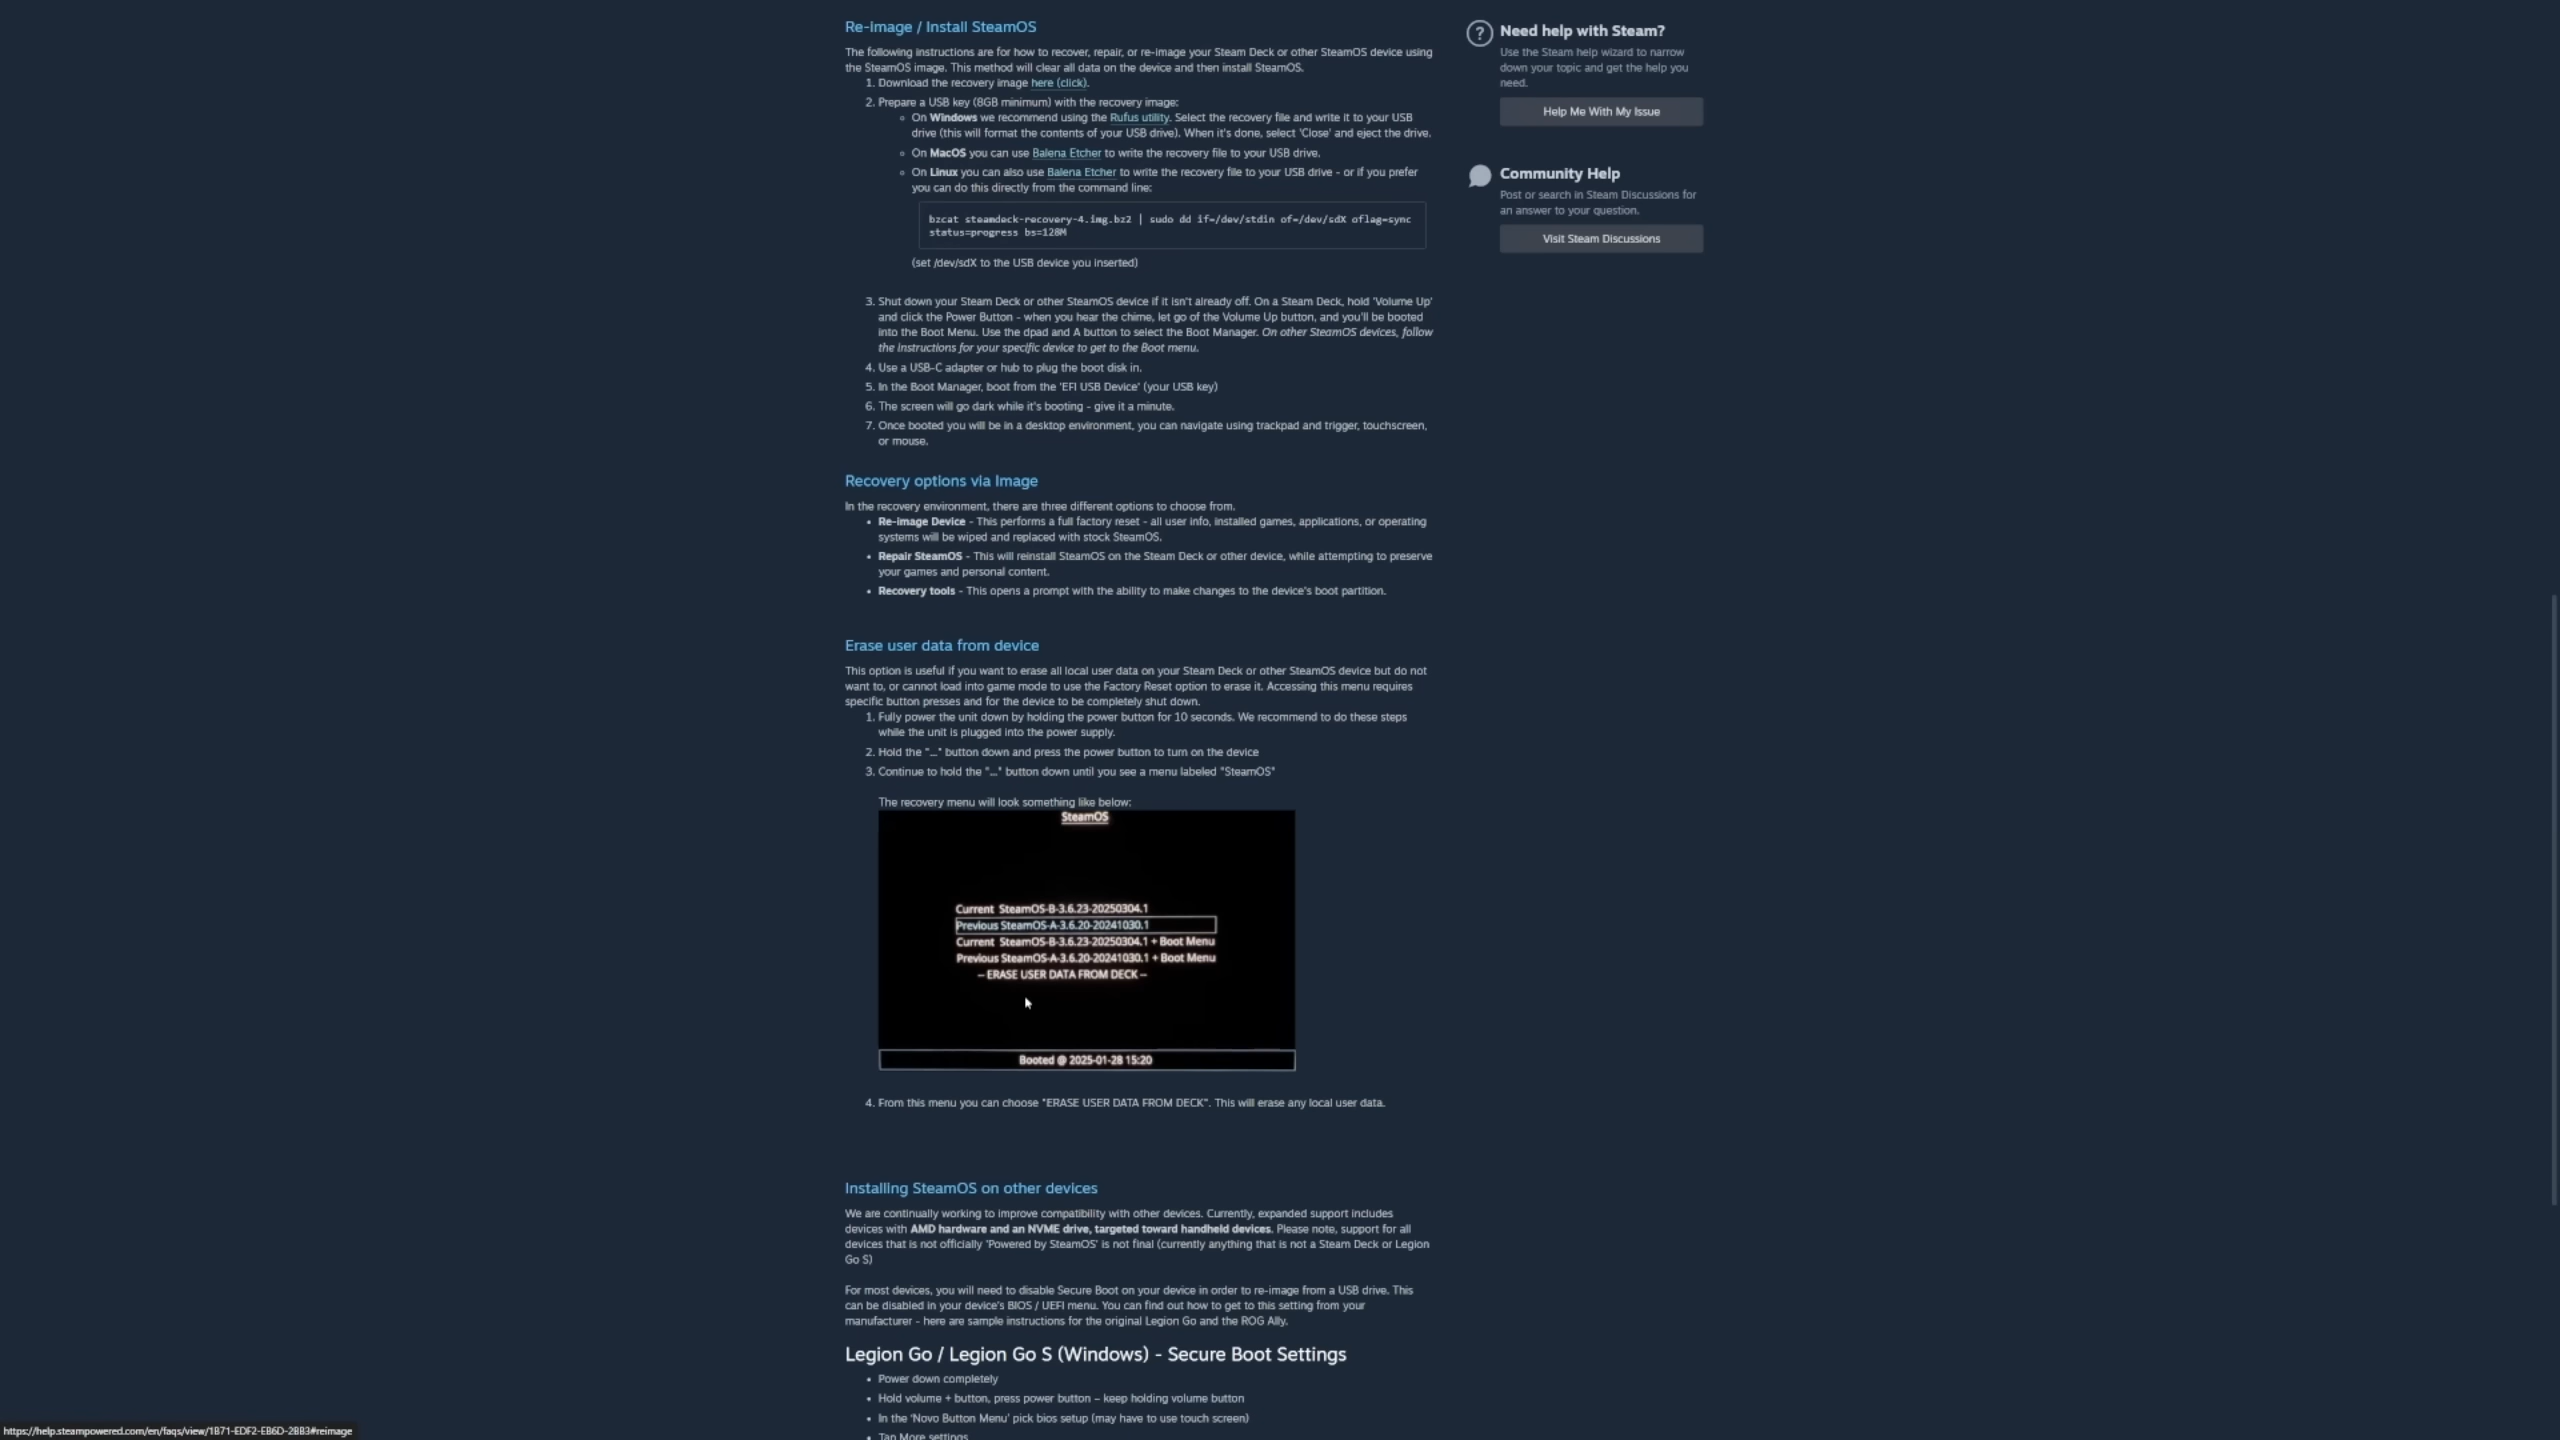 Re-Image / Install SteamOS
The following instructions are for how to recover, repair, or re-image your Steam Deck or other SteamOS device using
the SteamOS image. This method will clear all data on the device and then install SteamOS.
1. Download the recovery image here (click).
2. Prepare a USB key (8GB minimum) with the recovery image:
◦ On Windows we recommend using the Rufus utility. Select the recovery file and write it to your USB
drive (this will format the contents of your USB drive). When it's done, select 'Close' and eject the drive.
◦ On MacOS you can use Balena Etcher to write the recovery file to your USB drive.
◦ On Linux you can also use Balena Etcher to write the recovery file to your USB drive - or if you prefer
you can do this directly from the command line:
bzcat steamdeck-recovery-4.img.bz2 | sudo dd if=/dev/stdin of=/dev/sdX oflag=sync
status=progress bs=128M
(set /dev/sdX to the USB device you inserted)
3. Shut down your Steam Deck or other SteamOS device if it isn't already off. On a Steam Deck, hold 'Volume Up'
and click the Power Button - when you hear the chime, let go of the Volume Up button, and you'll be booted
into the Boot Menu. Use the dpad and A button to select the Boot Manager. On other SteamOS devices, follow
the instructions for your specific device to get to the Boot menu.
4. Use a USB-C adapter or hub to plug the boot disk in.
5. In the Boot Manager, boot from the 'EFI USB Device' (your USB key)
6. The screen will go dark while it's booting - give it a minute.
7. Once booted you will be in a desktop environment, you can navigate using trackpad and trigger, touchscreen,
or mouse.
Recovery options via Image
In the recovery environment, there are three different options to choose from.
• Re-image Device - This performs a full factory reset - all user info, installed games, applications, or operating
systems will be wiped and replaced with stock SteamOS.
• Repair SteamOS - This will reinstall SteamOS on the Steam Deck or other device, while attempting to preserve
your games and personal content.
• Recovery tools - This opens a prompt with the ability to make changes to the device's boot partition.
Erase user data from device
This option is useful if you want to erase all local user data on your Steam Deck or other SteamOS device but do not
want to, or cannot load into game mode to use the Factory Reset option to erase it. Accessing this menu requires
specific button presses and for the device to be completely shut down.
1. Fully power the unit down by holding the power button for 10 seconds. We recommend to do these steps
while the unit is plugged into the power supply.
2. Hold the "..." button down and press the power button to turn on the device
3. Continue to hold the "..." button down until you see a menu labeled "SteamOS"
The recovery menu will look something like below:
SteamOS
Current SteamOS-B-3.6.23-20250304.1
Previous SteamOS-A-3.6.20-20241030.1
Current SteamOS-B-3.6.23-20250304.1 + Boot Menu
Previous SteamOS-A-3.6.20-20241030.1 + Boot Menu
-- ERASE USER DATA FROM DECK --
Booted @ 2025-01-28 15:20
4. From this menu you can choose "ERASE USER DATA FROM DECK". This will erase any local user data.
Installing SteamOS on other devices
We are continually working to improve compatibility with other devices. Currently, expanded support includes
devices with AMD hardware and an NVME drive, targeted toward handheld devices. Please note, support for all
devices that is not officially 'Powered by SteamOS' is not final (currently anything that is not a Steam Deck or Legion
Go S)
For most devices, you will need to disable Secure Boot on your device in order to re-image from a USB drive. This
can be disabled in your device's BIOS / UEFI menu. You can find out how to get to this setting from your
manufacturer - here are sample instructions for the original Legion Go and the ROG Ally.
Legion Go / Legion Go S (Windows) - Secure Boot Settings
• Power down completely
• Hold volume + button, press power button – keep holding volume button
• In the 'Novo Button Menu' pick bios setup (may have to use touch screen)
• Tap More settings
Need help with Steam?
Use the Steam help wizard to narrow
down your topic and get the help you
need.
Help Me With My Issue
Community Help
Post or search in Steam Discussions for
an answer to your question.
Visit Steam Discussions
https://help.steampowered.com/en/faqs/view/1B71-EDF2-EB6D-2BB3#reimage